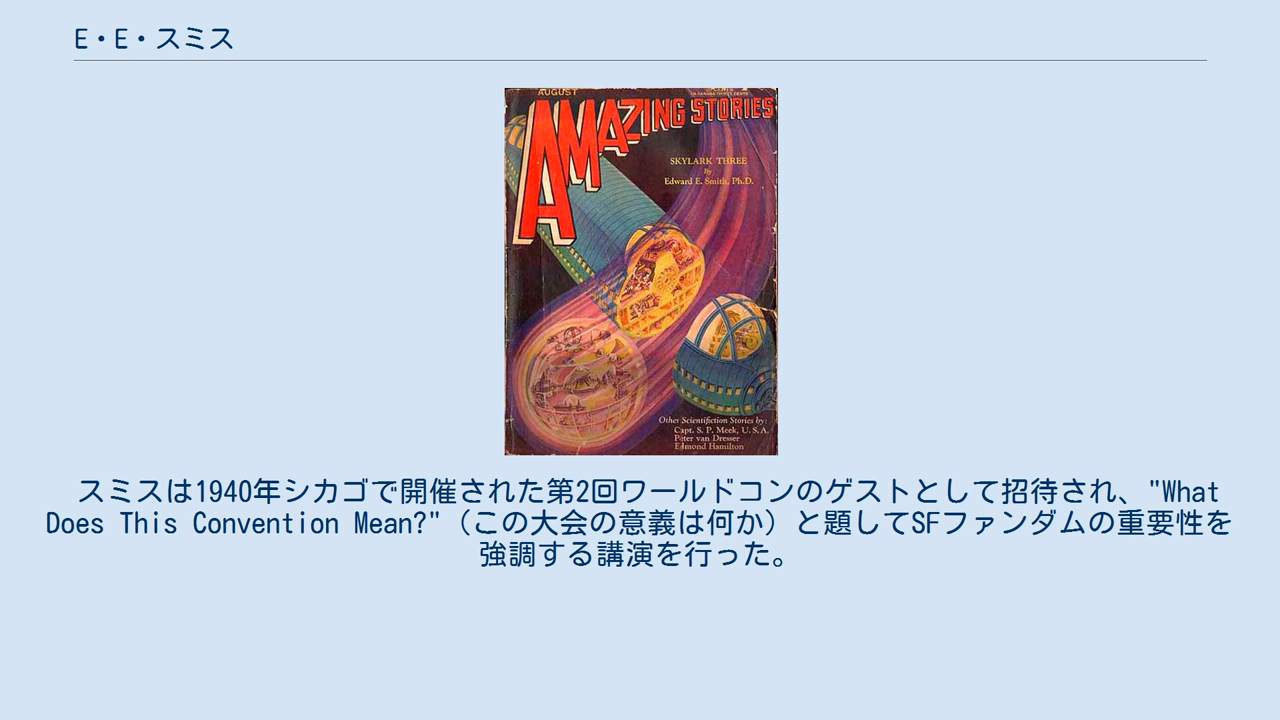 E・E・スミス
AUGUST
AMAZING STORIES
SKYLARK THREE
By
Edward E. Smith, Ph.D.
Other Scientifiction Stories by:
Capt. S. P. Meek, U. S. A.
Peter van Dresser
Edmond Hamilton
スミスは1940年シカゴで開催された第2回ワールドコンのゲストとして招待され、"What
Does This Convention Mean?"（この大会の意義は何か）と題してSFファンダムの重要性を
強調する講演を行った。